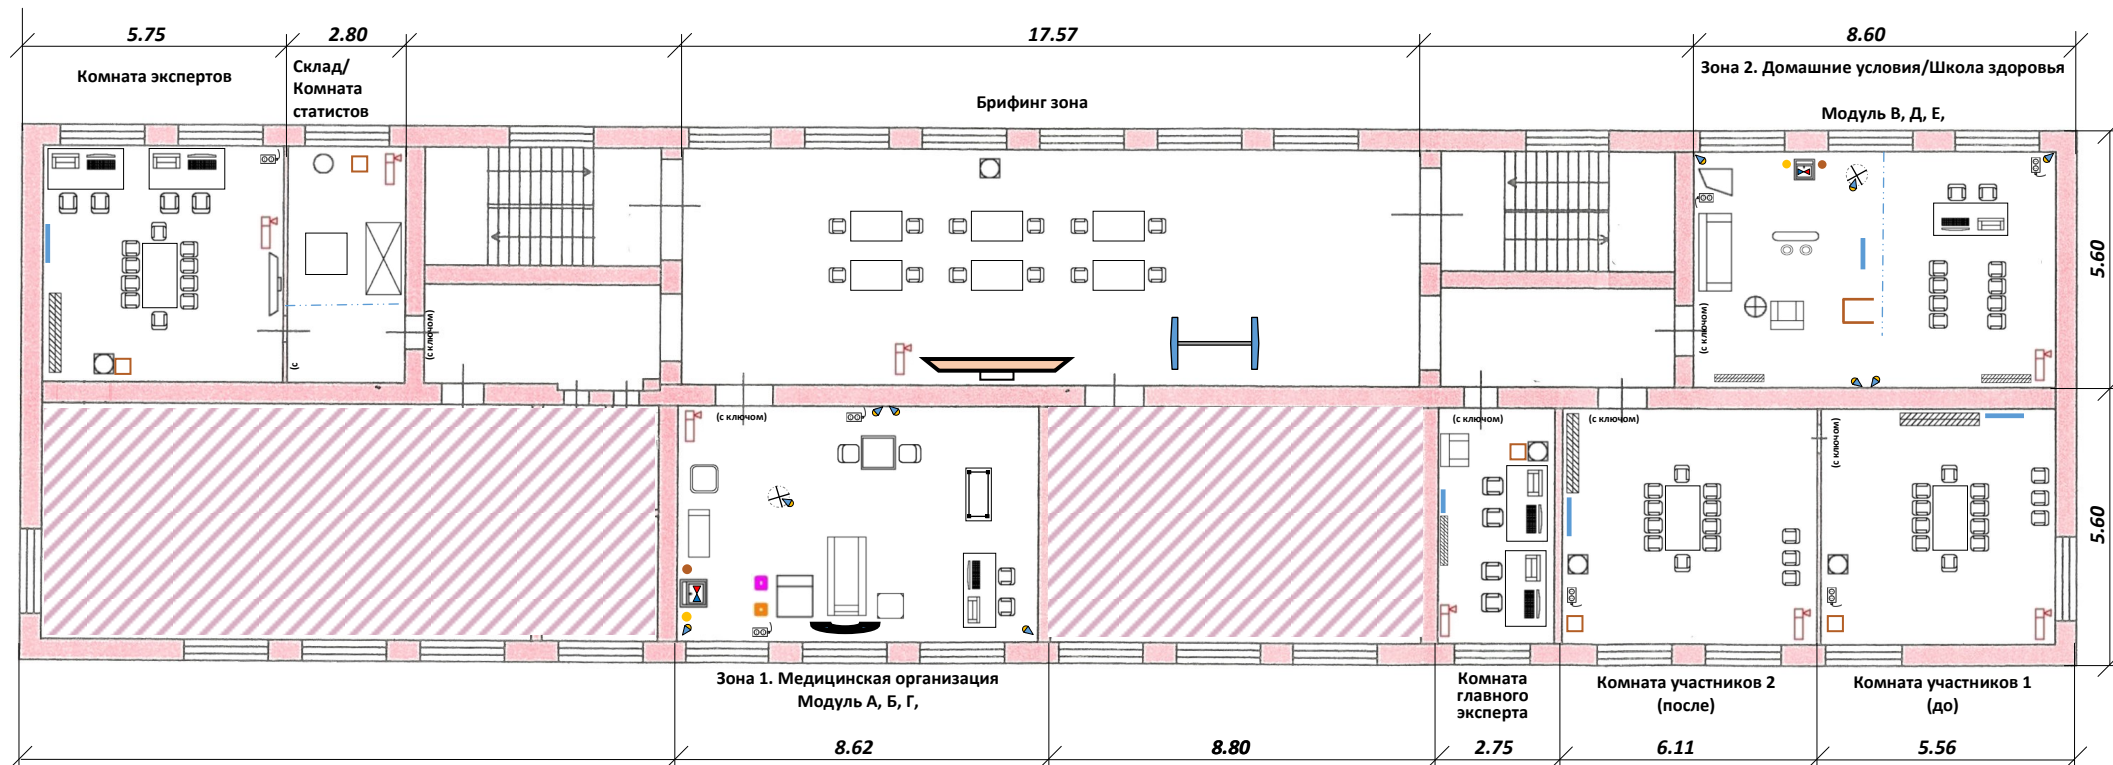 5.75
2.80
17.57
8.60
Комната экспертов
Склад/
Комната
статистов
Брифинг зона
Зона 2. Домашние условия/Школа здоровья
Модуль В, Д, Е,
5.60
(с ключом)
(с
(с ключом)
(с ключом)
(с ключом)
(с ключом)
(с ключом)
5.60
Зона 1. Медицинская организация
Модуль А, Б, Г,
Комната
главного
эксперта
Комната участников 2
(после)
Комната участников 1
(до)
8.62
8.80
2.75
6.11
5.56